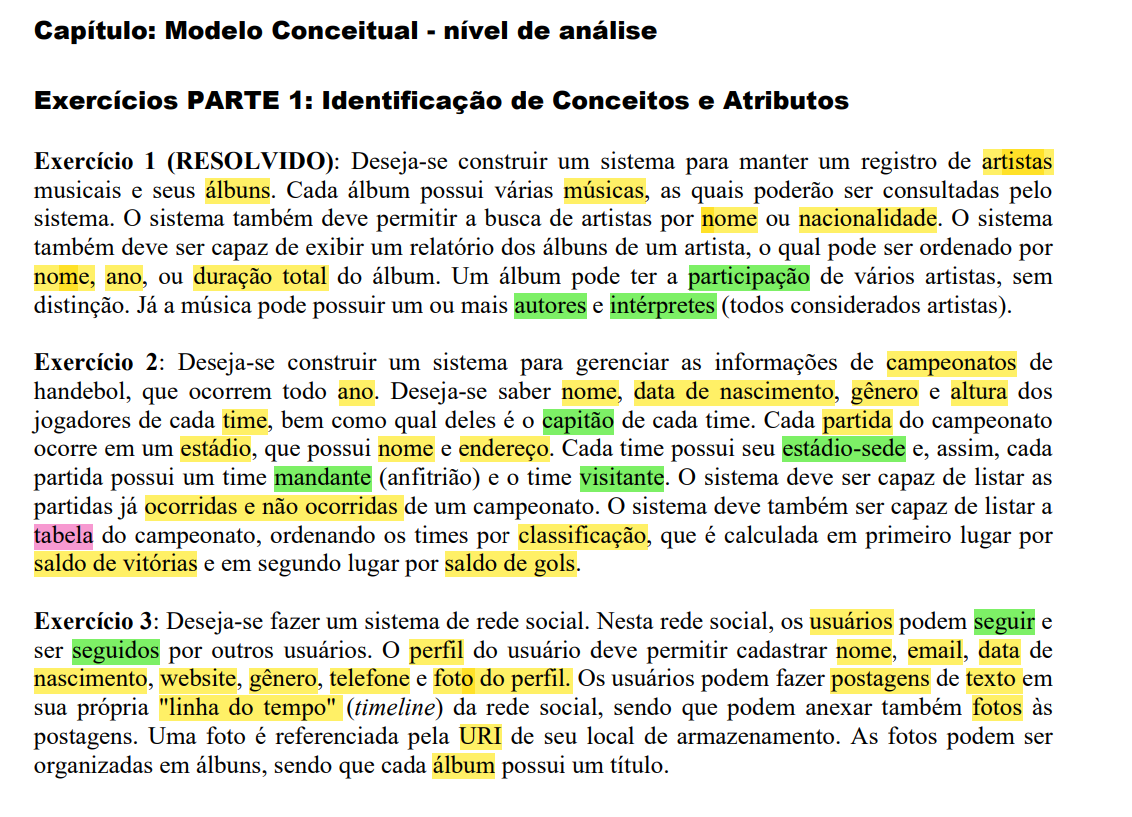 Capítulo: Modelo Conceitual - nível de análise
Exercícios PARTE 1: Identificação de Conceitos e Atributos
Exercício 1 (RESOLVIDO): Deseja-se construir um sistema para manter um registro de artistas
musicais e seus álbuns. Cada álbum possui várias músicas, as quais poderão ser consultadas pelo
sistema. O sistema também deve permitir a busca de artistas por nome ou nacionalidade. O sistema
também deve ser capaz de exibir um relatório dos álbuns de um artista, o qual pode ser ordenado por
nome, ano, ou duração total do álbum. Um álbum pode ter a participação de vários artistas, sem
distinção. Já a música pode possuir um ou mais autores e intérpretes (todos considerados artistas).
Exercício 2: Deseja-se construir um sistema para gerenciar as informações de campeonatos de
handebol, que ocorrem todo ano. Deseja-se saber nome, data de nascimento, gênero e altura dos
jogadores de cada time, bem como qual deles é o capitão de cada time. Cada partida do campeonato
ocorre em um estádio, que possui nome e endereço. Cada time possui seu estádio-sede e, assim, cada
partida possui um time mandante (anfitrião) e o time visitante. O sistema deve ser capaz de listar as
partidas já ocorridas e não ocorridas de um campeonato. O sistema deve também ser capaz de listar a
tabela do campeonato, ordenando os times por classificação, que é calculada em primeiro lugar por
saldo de vitórias e em segundo lugar por saldo de gols.
Exercício 3: Deseja-se fazer um sistema de rede social. Nesta rede social, os usuários podem seguir e
ser seguidos por outros usuários. O perfil do usuário deve permitir cadastrar nome, email, data de
nascimento, website, gênero, telefone e foto do perfil. Os usuários podem fazer postagens de texto em
sua própria "linha do tempo" (timeline) da rede social, sendo que podem anexar também fotos às
postagens. Uma foto é referenciada pela URI de seu local de armazenamento. As fotos podem ser
organizadas em álbuns, sendo que cada álbum possui um título.